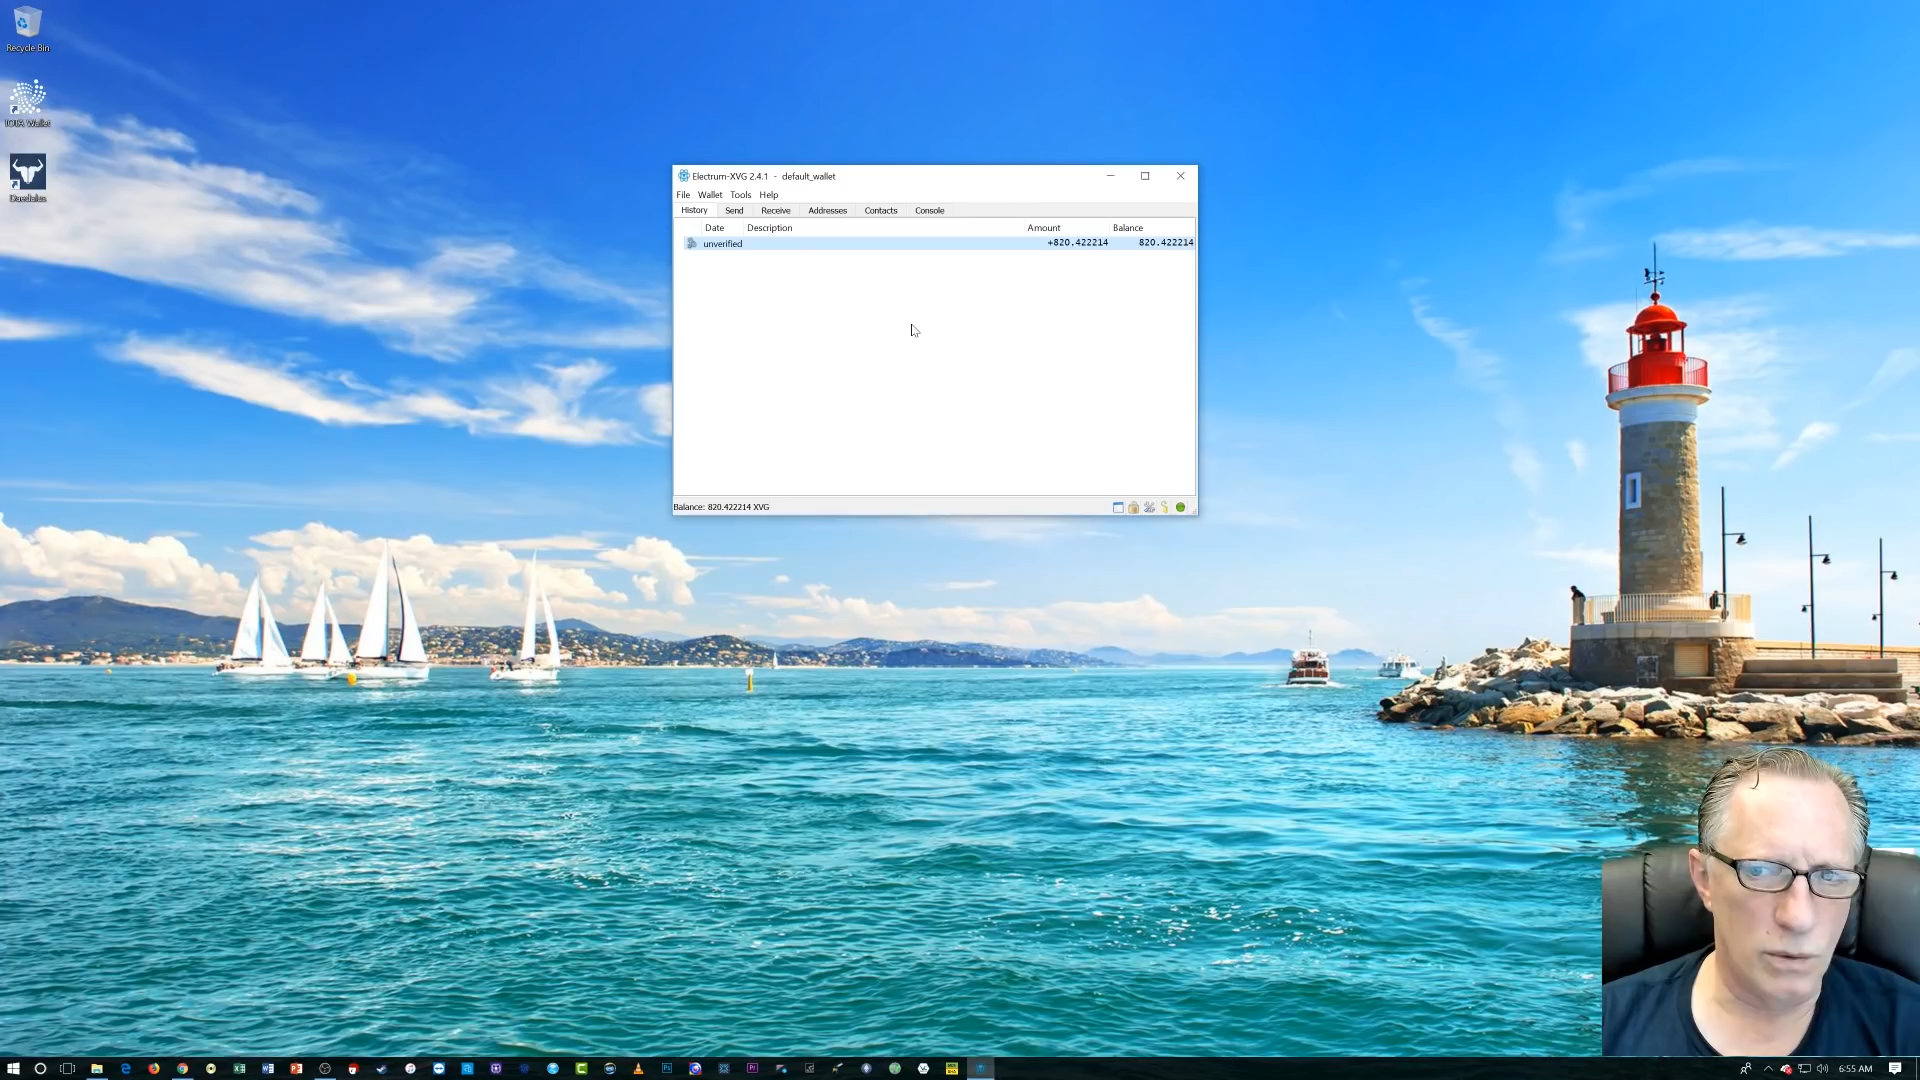 Recycle Bin
IOTA Wallet
Daedalus
Electrum-XVG 2.4.1 - default_wallet
File Wallet Tools Help
History Send Receive Addresses Contacts Console
Date Description Amount Balance
unverified +820.422214 820.422214
Balance: 820.422214 XVG
6:55 AM